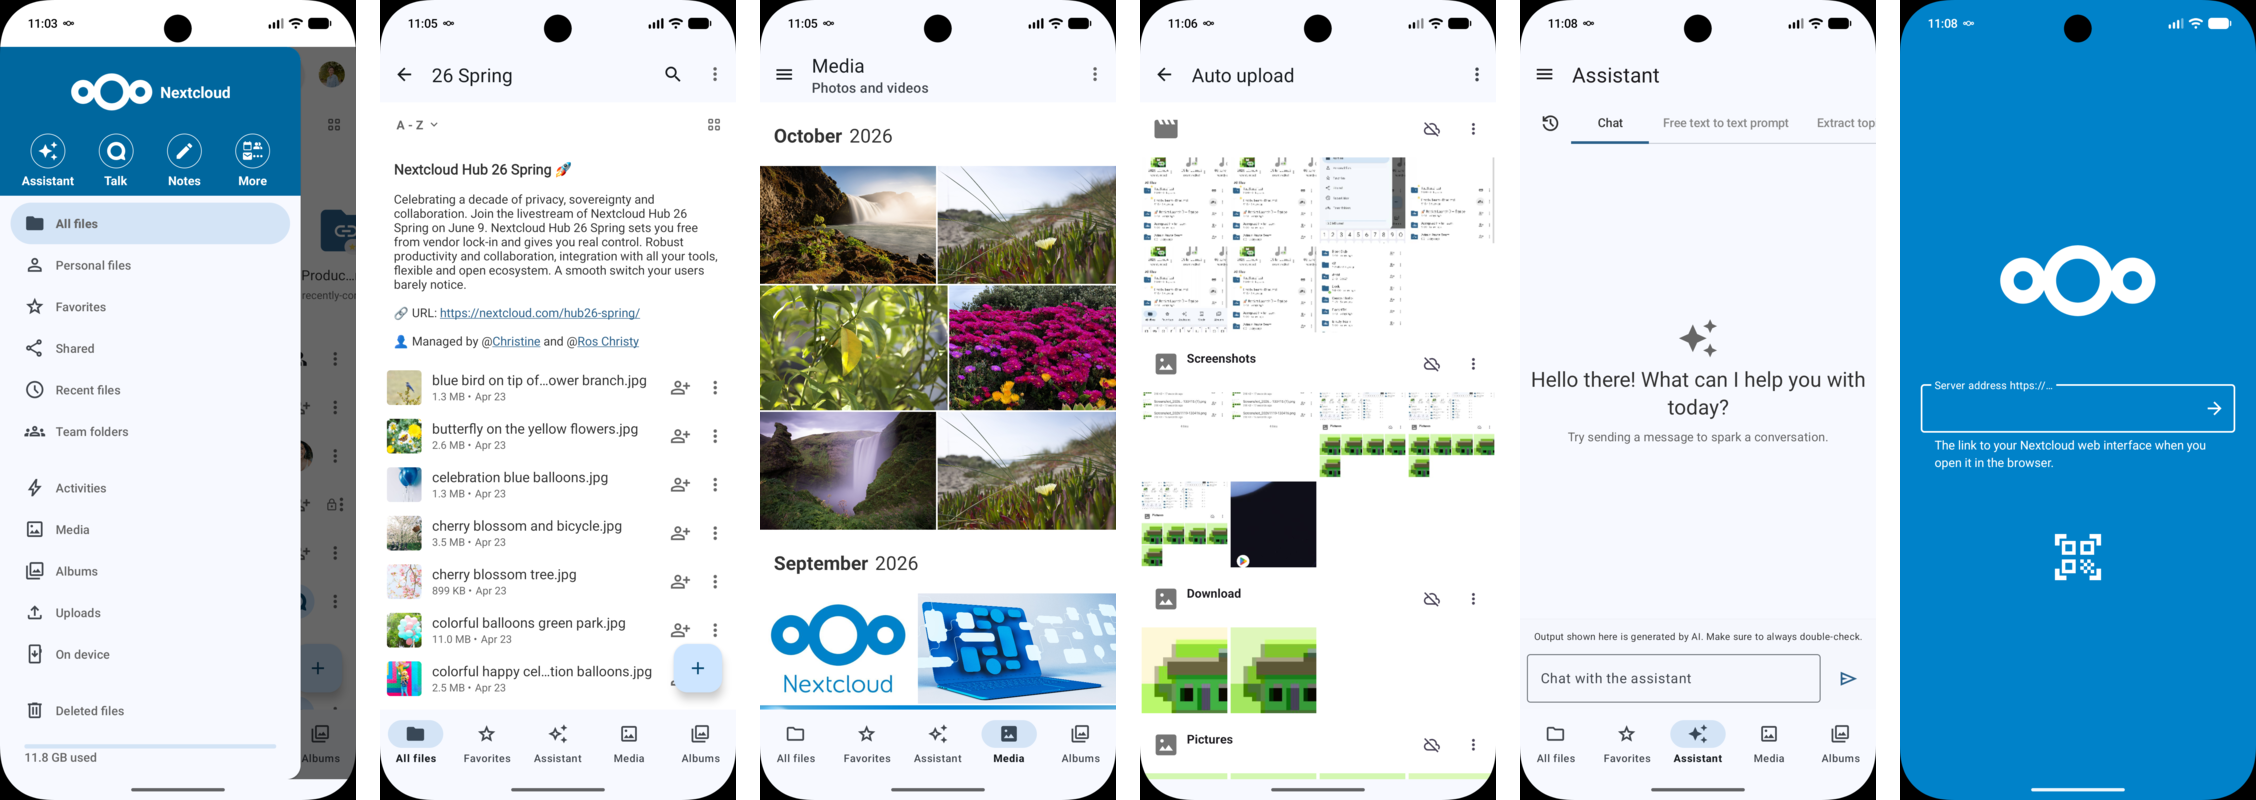 11:03
Nextcloud
Assistant
Talk
Notes
More
All files
Personal files
Favorites
Shared
Recent files
Team folders
Activities
Media
Albums
Uploads
On device
Deleted files
11.8 GB used
Produc...
recently-co
Albums
11:05
26 Spring
A - Z
Nextcloud Hub 26 Spring 🚀
Celebrating a decade of privacy, sovereignty and
collaboration. Join the livestream of Nextcloud Hub 26
Spring on June 9. Nextcloud Hub 26 Spring sets you free
from vendor lock-in and gives you real control. Robust
productivity and collaboration, integration with all your tools,
flexible and open ecosystem. A smooth switch your users
barely notice.
🔗 URL: https://nextcloud.com/hub26-spring/
👤 Managed by @Christine and @Ros Christy
blue bird on tip of...ower branch.jpg
1.3 MB • Apr 23
butterfly on the yellow flowers.jpg
2.6 MB • Apr 23
celebration blue balloons.jpg
1.3 MB • Apr 23
cherry blossom and bicycle.jpg
3.5 MB • Apr 23
cherry blossom tree.jpg
899 KB • Apr 23
colorful balloons green park.jpg
11.0 MB • Apr 23
colorful happy cel...tion balloons.jpg
2.5 MB • Apr 23
All files
Favorites
Assistant
Media
Albums
11:05
Media
Photos and videos
October 2026
September 2026
Nextcloud
All files
Favorites
Assistant
Media
Albums
11:06
Auto upload
Screenshots
Download
Pictures
11:08
Assistant
Chat
Free text to text prompt
Extract top
Hello there! What can I help you with
today?
Try sending a message to spark a conversation.
Output shown here is generated by AI. Make sure to always double-check.
Chat with the assistant
All files
Favorites
Assistant
Media
Albums
11:08
Server address https://...
The link to your Nextcloud web interface when you
open it in the browser.